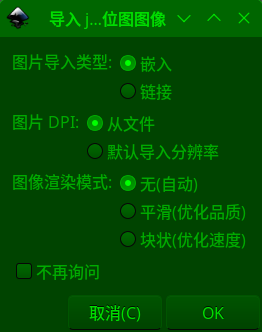 导入 j...位图图像
图片导入类型: 嵌入
链接
图片 DPI: 从文件
默认导入分辨率
图像渲染模式: 无(自动)
平滑(优化品质)
块状(优化速度)
不再询问
取消(C) OK